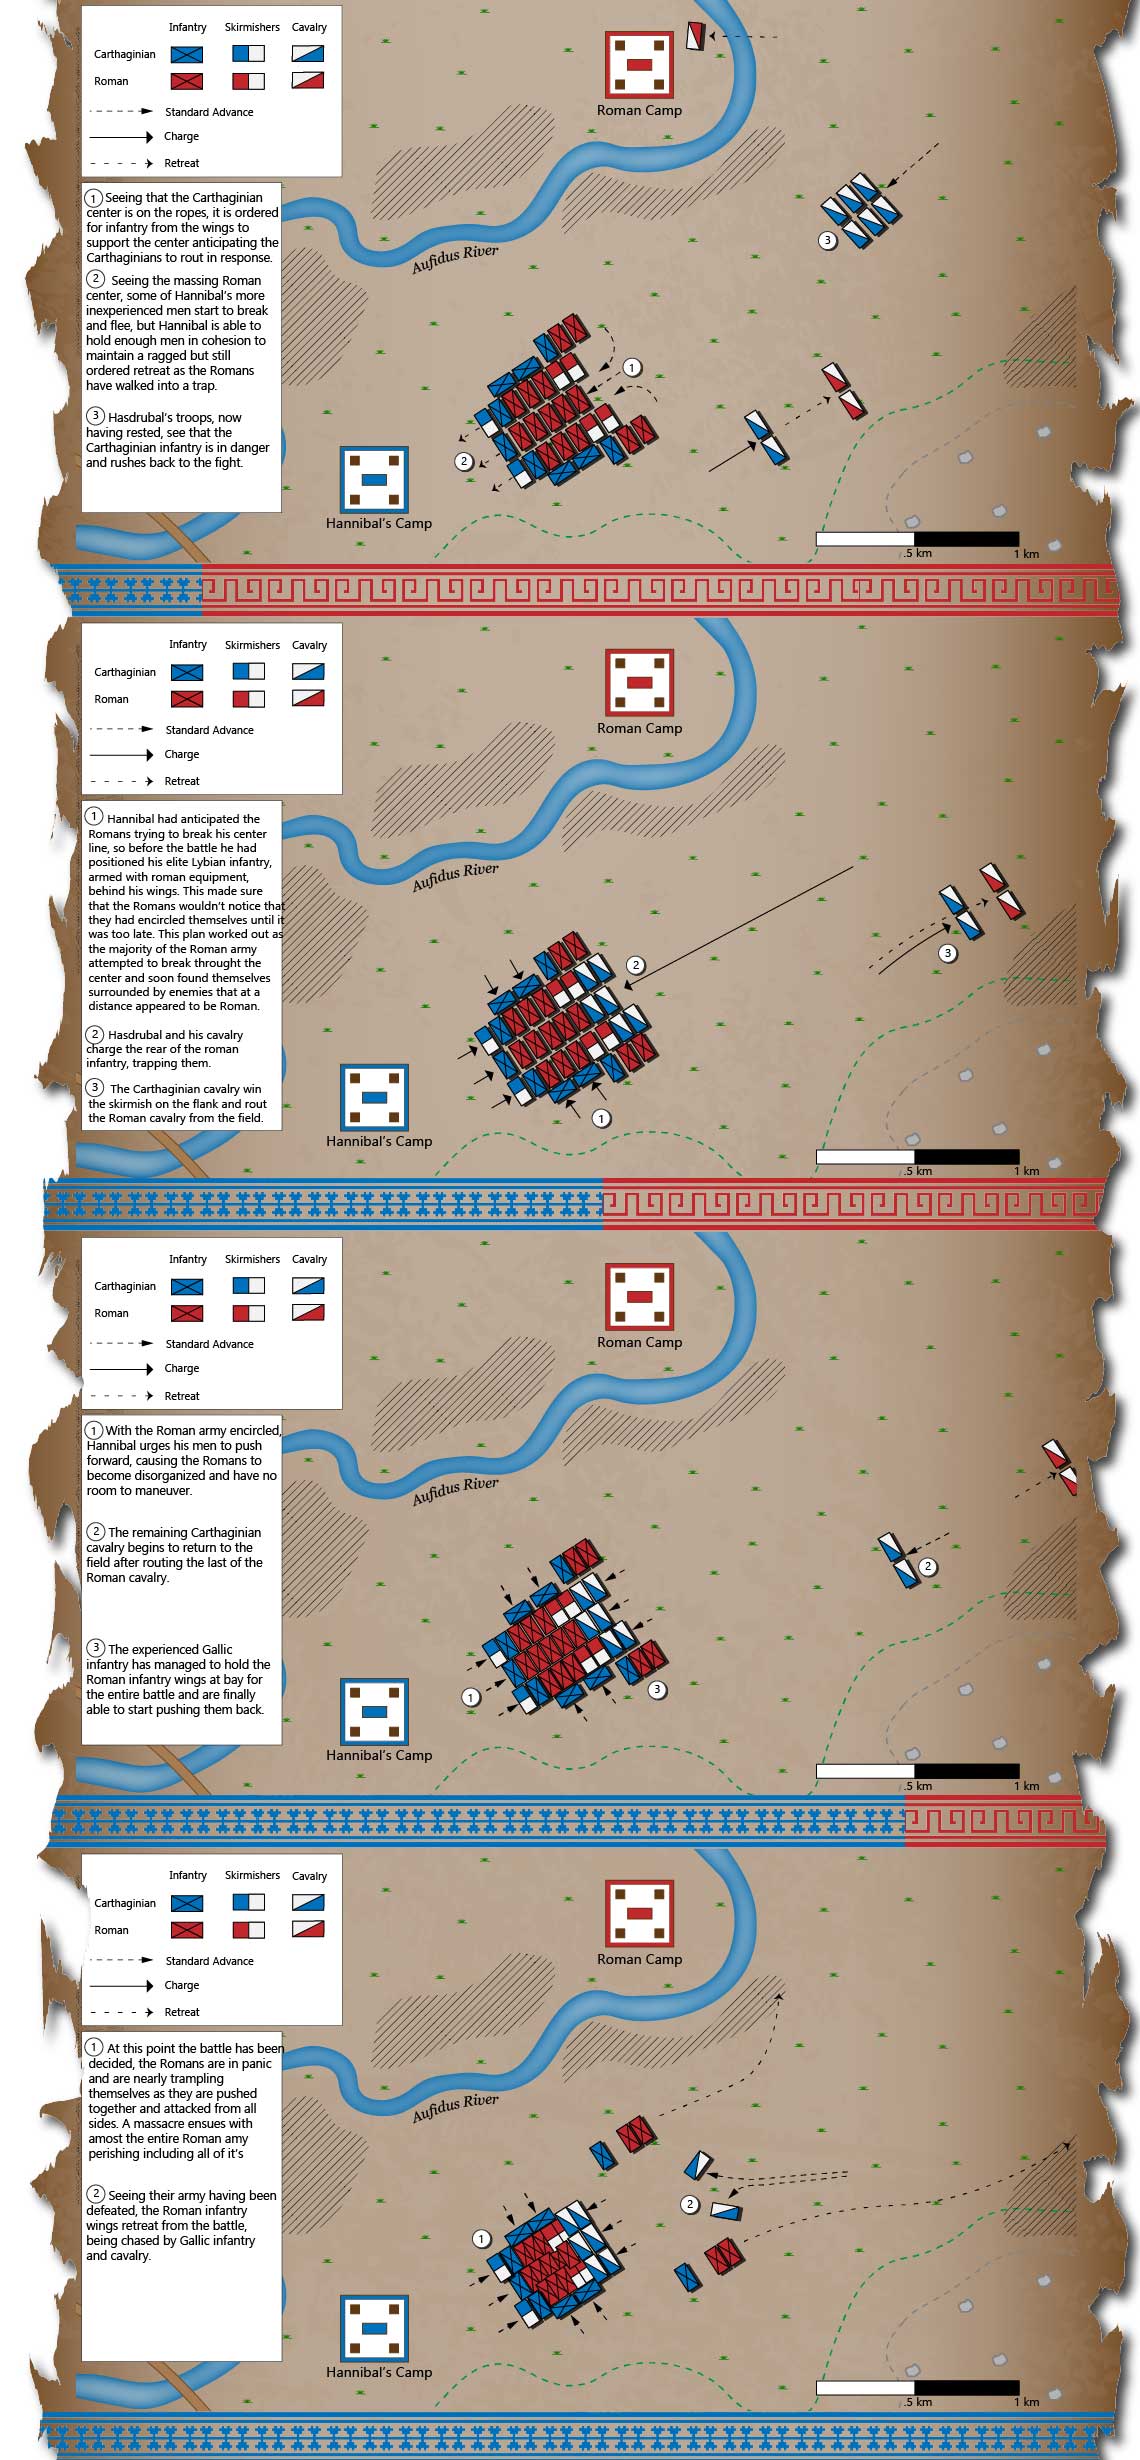 Infantry Skirmishers Cavalry
Carthaginian
Roman
Standard Advance
Charge
Retreat
Roman Camp
1 Seeing that the Carthaginian
center is on the ropes, it is ordered
for infantry from the wings to
support the center anticipating the
Carthaginians to rout in response.
2 Seeing the massing Roman
center, some of Hannibal's more
inexperienced men start to break
and flee, but Hannibal is able to
hold enough men in cohesion to
maintain a ragged but still
ordered retreat as the Romans
have walked into a trap.
3 Hasdrubal's troops, now
having rested, see that the
Carthaginian infantry is in danger
and rushes back to the fight.
3
Aufidus River
1
2
Hannibal's Camp
.5 km 1 km
Infantry Skirmishers Cavalry
Carthaginian
Roman
Standard Advance
Charge
Retreat
Roman Camp
1 Hannibal had anticipated the
Romans trying to break his center
line, so before the battle he had
positioned his elite Lybian infantry,
armed with roman equipment,
behind his wings. This made sure
that the Romans wouldn't notice that
they had encircled themselves until it
was too late. This plan worked out as
the majority of the Roman army
attempted to break throught the
center and soon found themselves
surrounded by enemies that at a
distance appeared to be Roman.
2 Hasdrubal and his cavalry
charge the rear of the roman
infantry, trapping them.
3 The Carthaginian cavalry win
the skirmish on the flank and rout
the Roman cavalry from the field.
Aufidus River
2
3
1
Hannibal's Camp
.5 km 1 km
Infantry Skirmishers Cavalry
Carthaginian
Roman
Standard Advance
Charge
Retreat
Roman Camp
1 With the Roman army encircled,
Hannibal urges his men to push
forward, causing the Romans to
become disorganized and have no
room to maneuver.
2 The remaining Carthaginian
cavalry begins to return to the
field after routing the last of the
Roman cavalry.
3 The experienced Gallic
infantry has managed to hold the
Roman infantry wings at bay for
the entire battle and are finally
able to start pushing them back.
Aufidus River
2
1
3
Hannibal's Camp
.5 km 1 km
Infantry Skirmishers Cavalry
Carthaginian
Roman
Standard Advance
Charge
Retreat
Roman Camp
1 At this point the battle has been
decided, the Romans are in panic
and are nearly trampling
themselves as they are pushed
together and attacked from all
sides. A massacre ensues with
amost the entire Roman amy
perishing including all of it's
2 Seeing their army having been
defeated, the Roman infantry
wings retreat from the battle,
being chased by Gallic infantry
and cavalry.
Aufidus River
2
1
Hannibal's Camp
.5 km 1 km